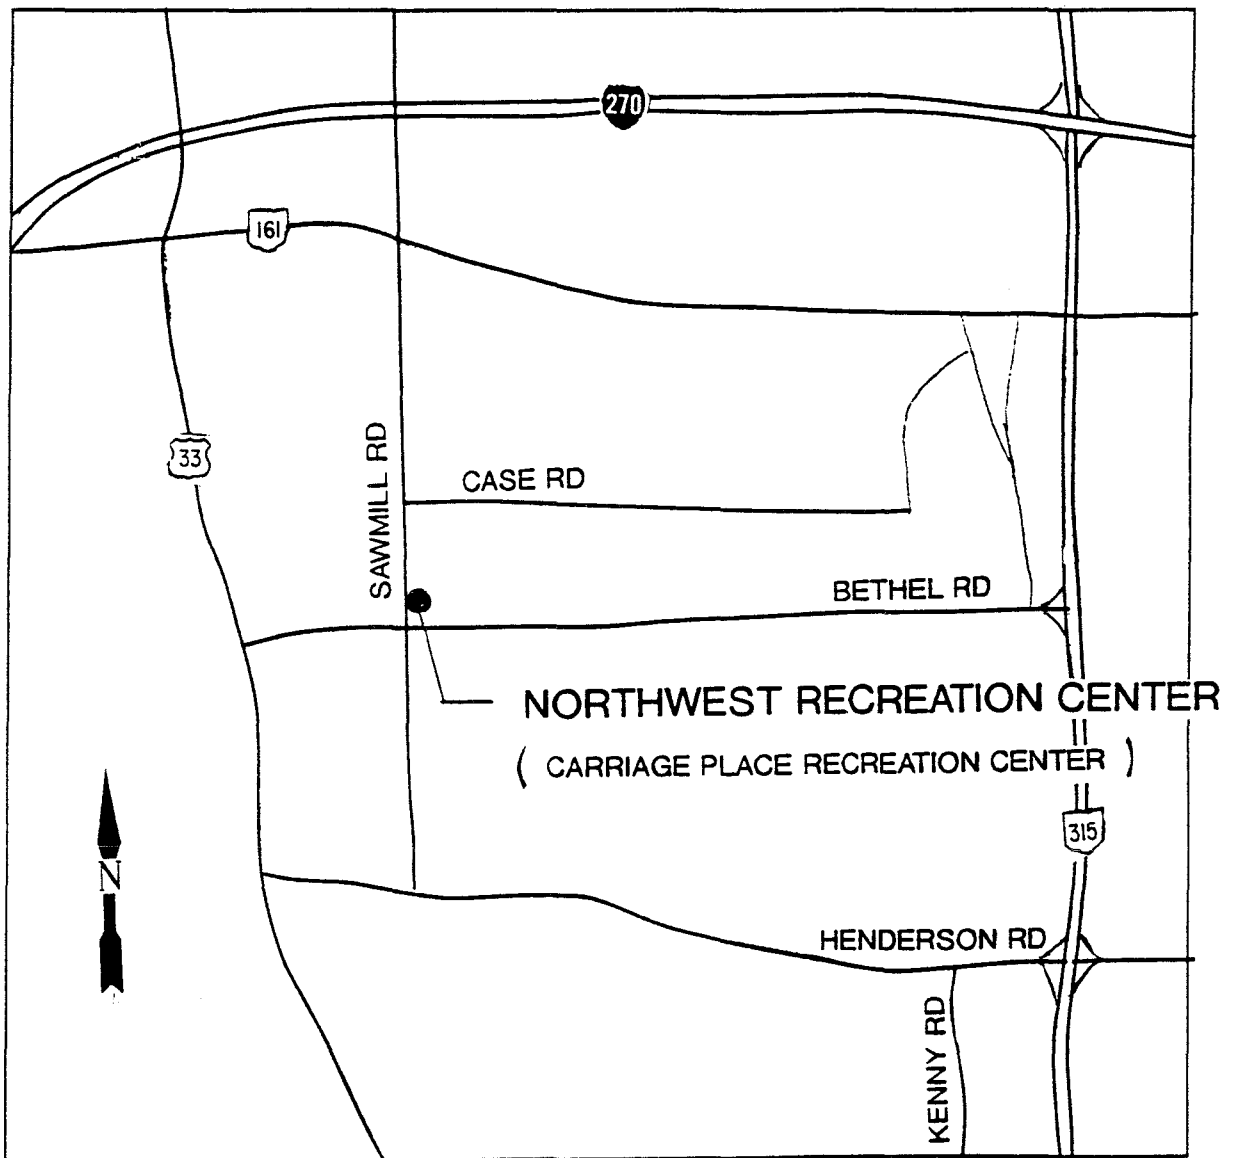 270
161
33
SAWMILL RD
CASE RD
BETHEL RD
NORTHWEST RECREATION CENTER
( CARRIAGE PLACE RECREATION CENTER )
315
N
HENDERSON RD
KENNY RD